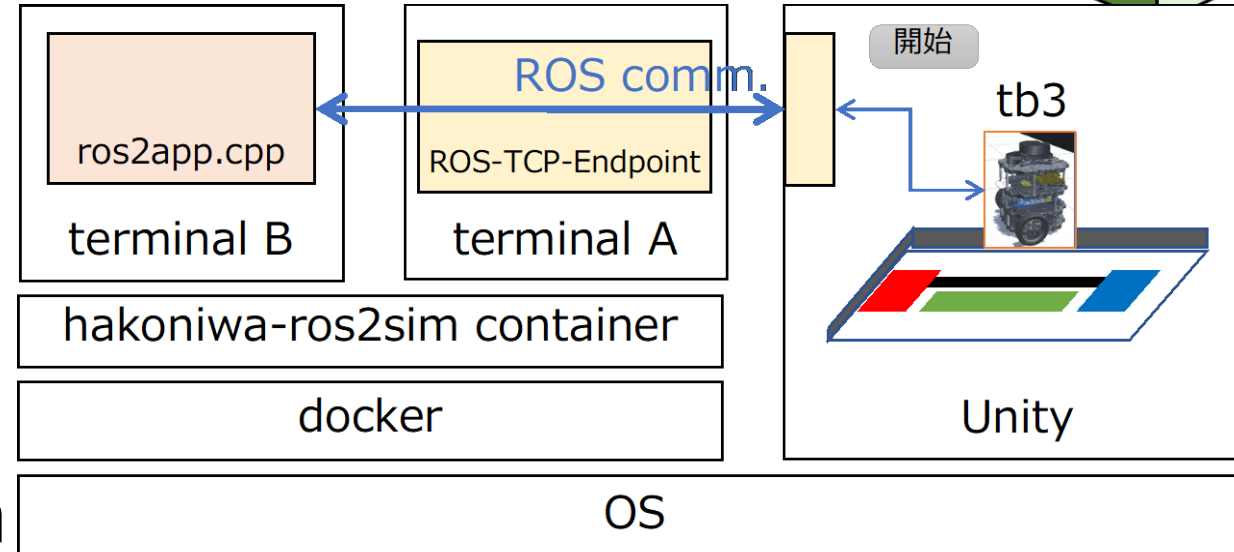 ROS comm.
開始
tb3
ros2app.cpp
ROS-TCP-Endpoint
terminal B
terminal A
hakoniwa-ros2sim container
docker
Unity
OS